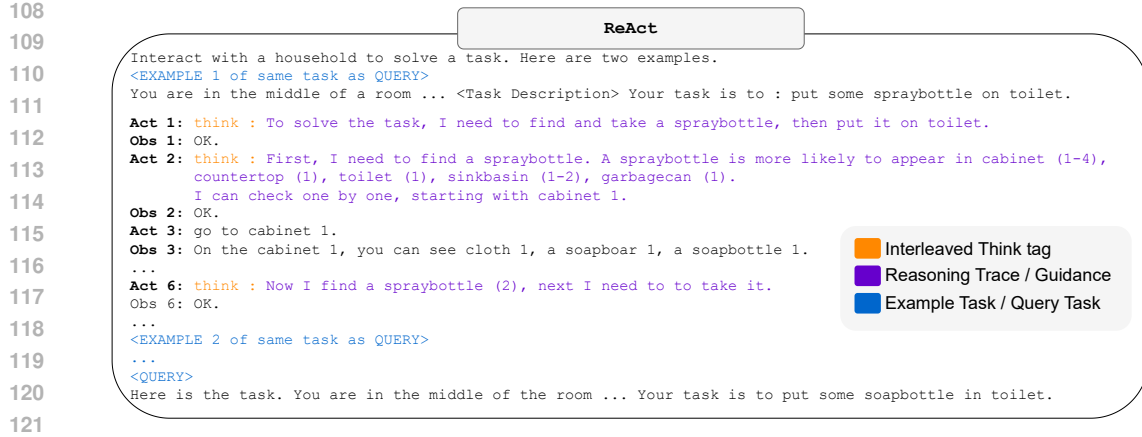 108
ReAct
109
Interact with a household to solve a task. Here are two examples.
110
<EXAMPLE 1 of same task as QUERY>
You are in the middle of a room ... <Task Description> Your task is to : put some spraybottle on toilet.
111
Act 1: think : To solve the task, I need to find and take a spraybottle, then put it on toilet.
112
Obs 1: OK.
Act 2: think : First, I need to find a spraybottle. A spraybottle is more likely to appear in cabinet (1-4),
113
countertop (1), toilet (1), sinkbasin (1-2), garbagecan (1).
114
I can check one by one, starting with cabinet 1.
Obs 2: OK.
115
Act 3: go to cabinet 1.
Obs 3: On the cabinet 1, you can see cloth 1, a soapboar 1, a soapbottle 1.
Interleaved Think tag
116
...
Reasoning Trace / Guidance
117
Act 6: think : Now I find a spraybottle (2), next I need to to take it.
Obs 6: OK.
Example Task / Query Task
118
...
<EXAMPLE 2 of same task as QUERY>
119
...
<QUERY>
120
Here is the task. You are in the middle of the room ... Your task is to put some soapbottle in toilet.
121